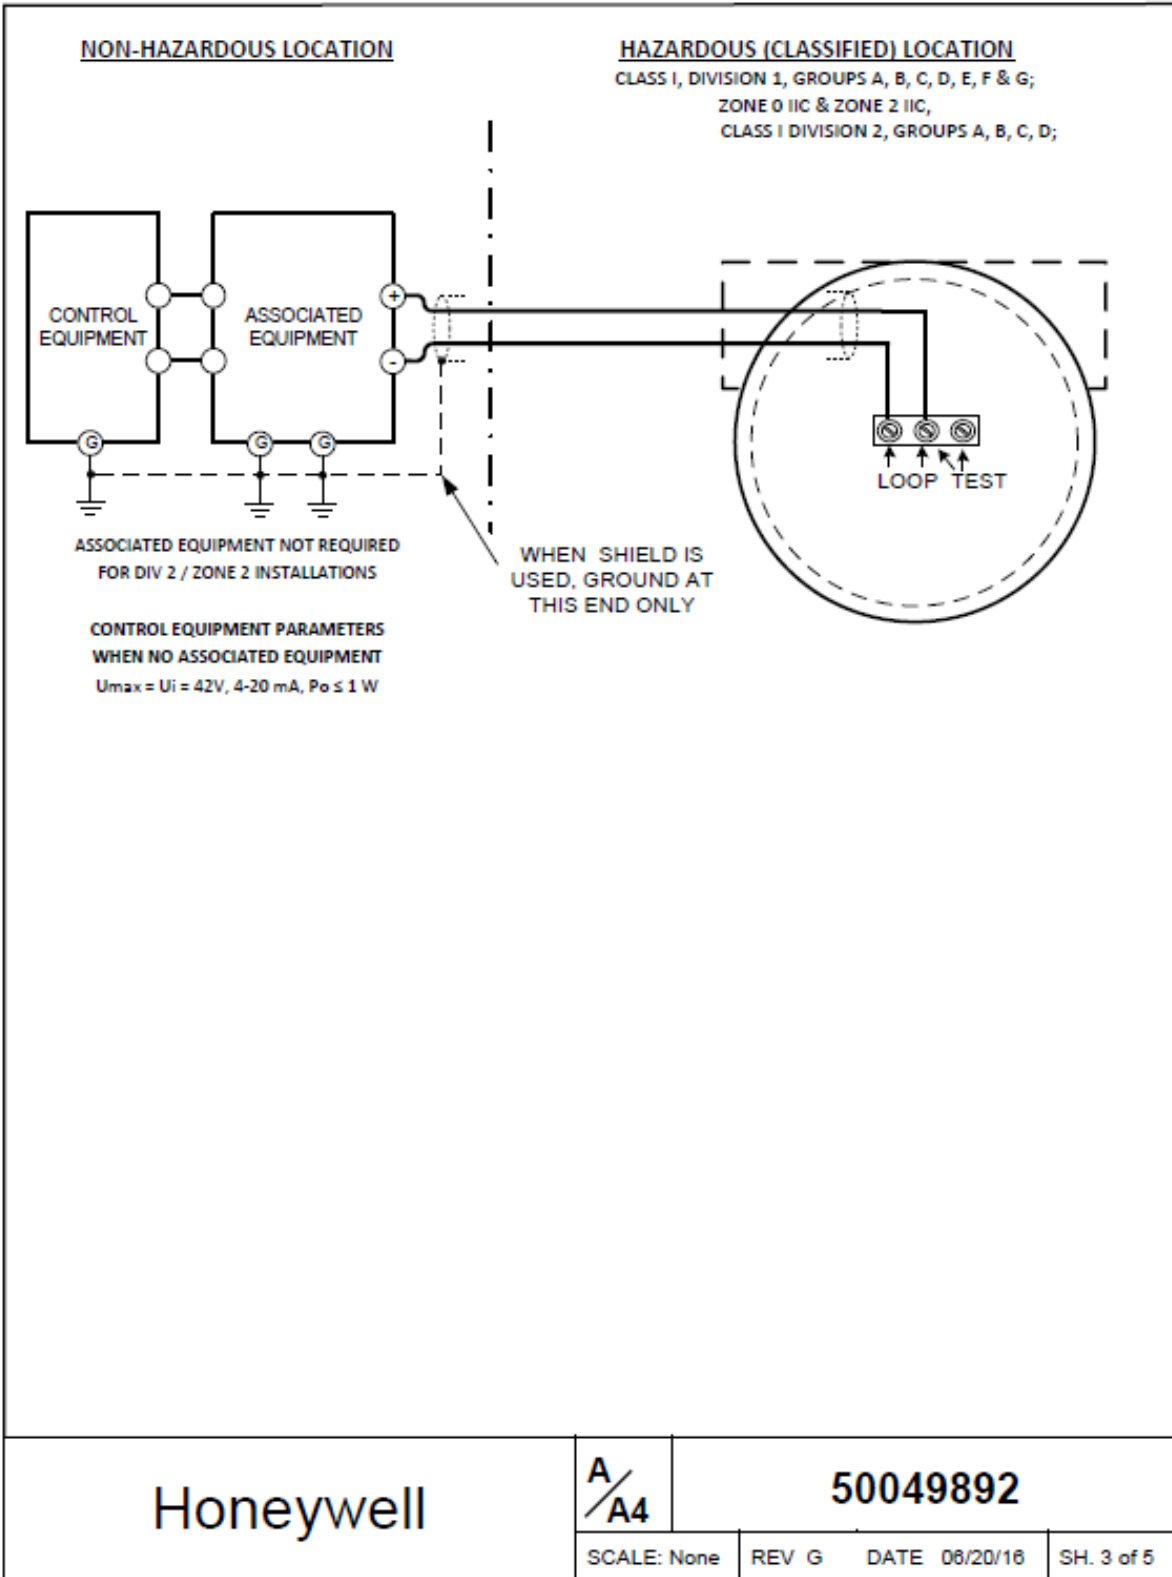 NON-HAZARDOUS LOCATION
HAZARDOUS (CLASSIFIED) LOCATION
CLASS I, DIVISION 1, GROUPS A, B, C, D, E, F & G;
ZONE 0 IIC & ZONE 2 IIC,
CLASS I DIVISION 2, GROUPS A, B, C, D;
CONTROL
EQUIPMENT
ASSOCIATED
EQUIPMENT
+
-
G
G
G
LOOP TEST
ASSOCIATED EQUIPMENT NOT REQUIRED
FOR DIV 2 / ZONE 2 INSTALLATIONS
WHEN SHIELD IS
USED, GROUND AT
THIS END ONLY
CONTROL EQUIPMENT PARAMETERS
WHEN NO ASSOCIATED EQUIPMENT
Umax = Ui = 42V, 4-20 mA, Po ≤ 1 W
Honeywell
A/A4
50049892
SCALE: None
REV G
DATE 06/20/16
SH. 3 of 5